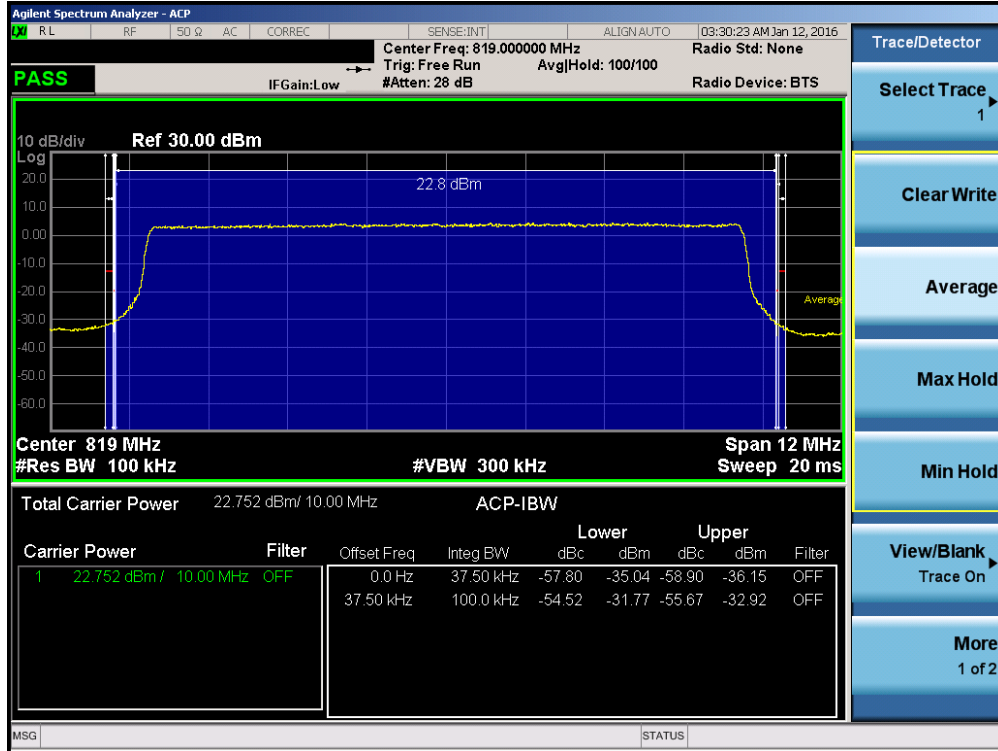 Agilent Spectrum Analyzer - ACP
LXI RL RF 50 Ω AC CORREC SENSE:INT ALIGN AUTO 03:30:23 AM Jan 12, 2016
Center Freq: 819.000000 MHz Radio Std: None
Trig: Free Run Avg|Hold: 100/100
PASS IFGain:Low #Atten: 28 dB Radio Device: BTS
10 dB/div Ref 30.00 dBm
Log
20.0
22.8 dBm
10.0
0.00
-10.0
-20.0
Average
-30.0
-40.0
-50.0
-60.0
Center 819 MHz Span 12 MHz
#Res BW 100 kHz #VBW 300 kHz Sweep 20 ms
Total Carrier Power 22.752 dBm/ 10.00 MHz ACP-IBW
Lower Upper
Carrier Power Filter Offset Freq Integ BW dBc dBm dBc dBm Filter
1 22.752 dBm / 10.00 MHz OFF 0.0 Hz 37.50 kHz -57.80 -35.04 -58.90 -36.15 OFF
37.50 kHz 100.0 kHz -54.52 -31.77 -55.67 -32.92 OFF
MSG STATUS
Trace/Detector
Select Trace
1
Clear Write
Average
Max Hold
Min Hold
View/Blank
Trace On
More
1 of 2